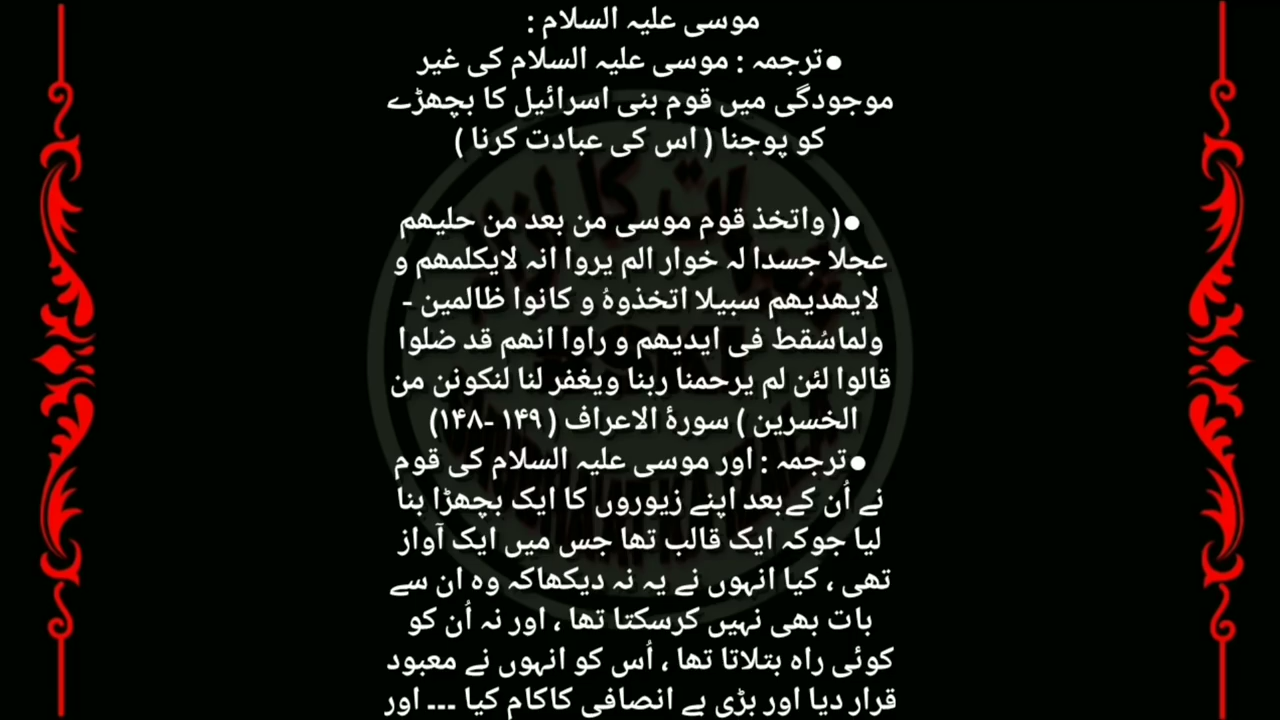 موسی علیہ السلام :
●ترجمہ : موسی علیہ السلام کی غیر
موجودگی میں قوم بنی اسرائیل کا بچھڑے
کو پوجنا ( اس کی عبادت کرنا )
●( واتخذ قوم موسی من بعد من حلیھم
عجلا جسدا لہ خوار الم یروا انہ لایکلمھم و
لایھدیھم سبیلا اتخذوہُ و کانوا ظالمین -
ولماسُقط فی ایدیھم و راوا انھم قد ضلوا
قالوا لئن لم یرحمنا ربنا ویغفر لنا لنکونن من
الخسرین ) سورۂ الاعراف ( ۱۴۹ -۱۴۸)
●ترجمہ : اور موسی علیہ السلام کی قوم
نے اُن کےبعد اپنے زیوروں کا ایک بچھڑا بنا
لیا جوکہ ایک قالب تھا جس میں ایک آواز
تھی ، کیا انہوں نے یہ نہ دیکھاکہ وہ ان سے
بات بھی نہیں کرسکتا تھا ، اور نہ اُن کو
کوئی راہ بتلاتا تھا ، اُس کو انہوں نے معبود
قرار دیا اور بڑی بے انصافی کاکام کیا ۔۔۔ اور